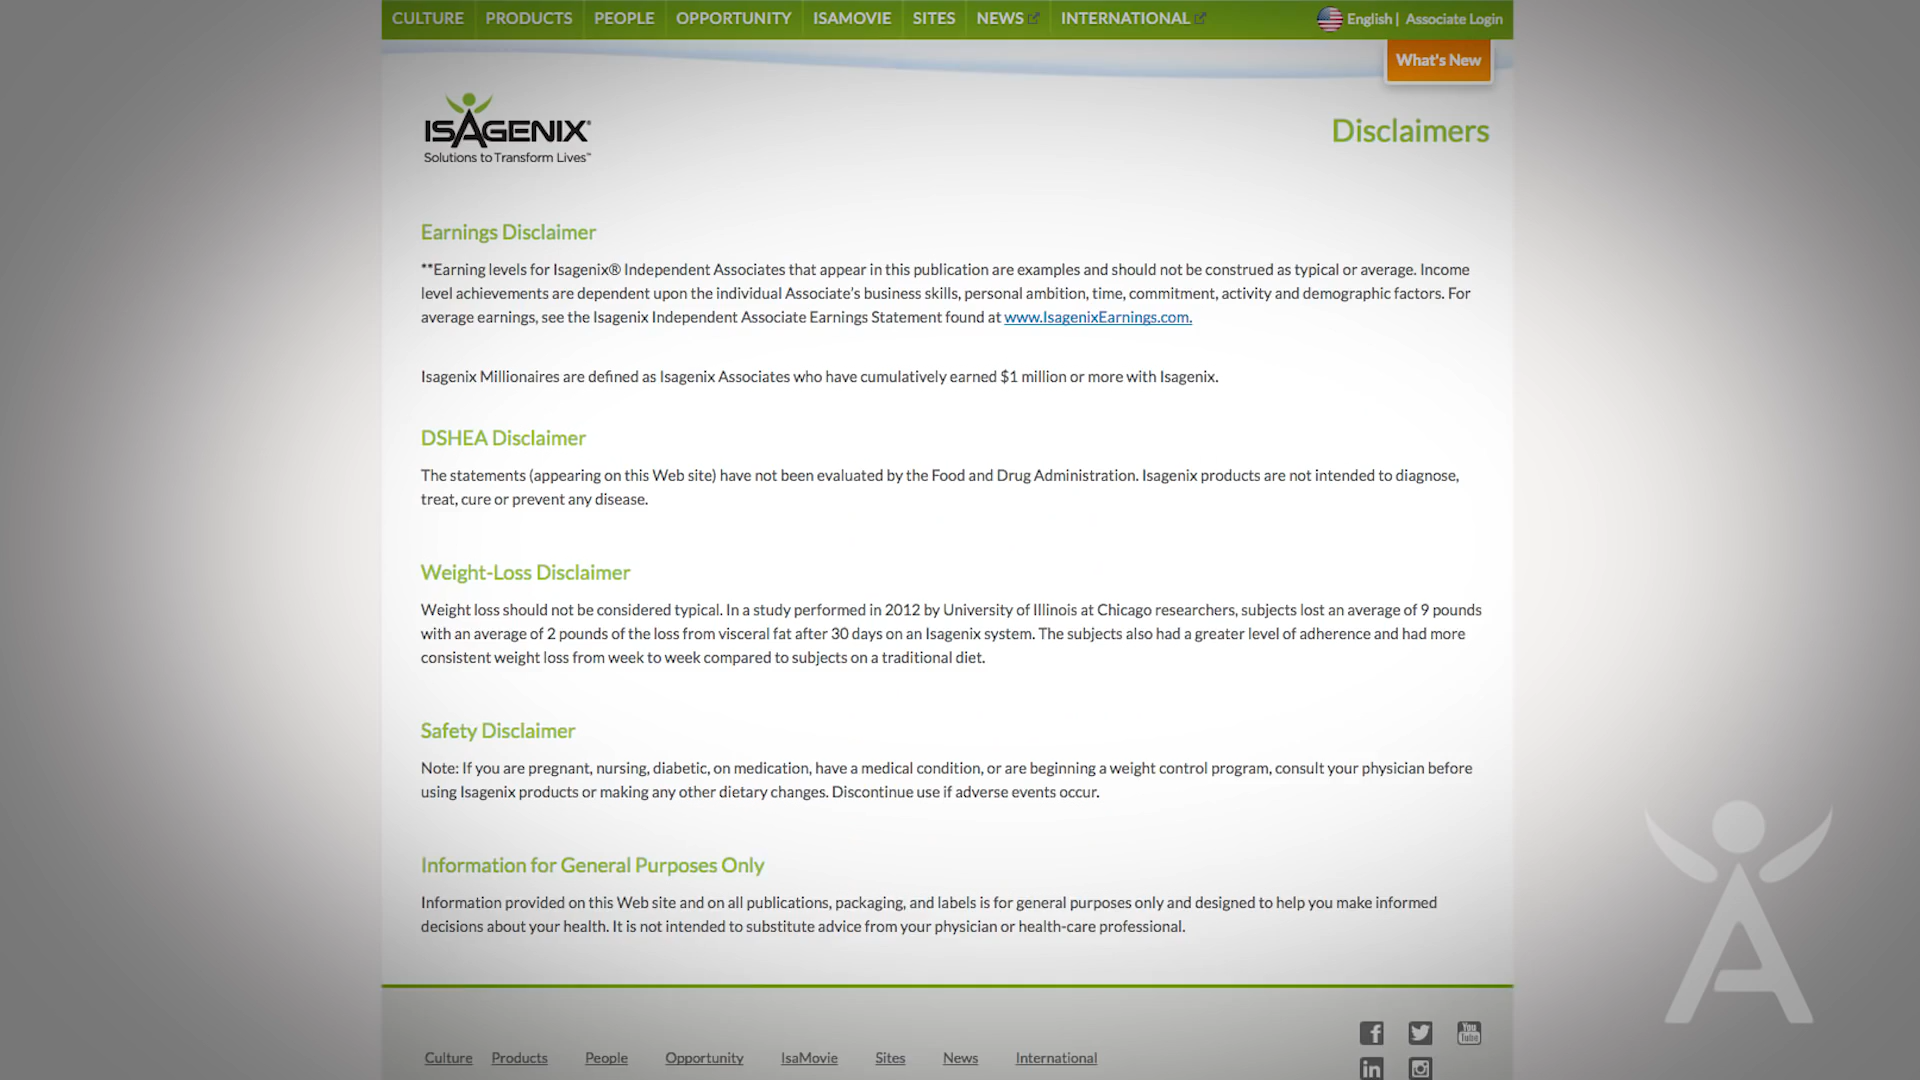 CULTURE PRODUCTS PEOPLE OPPORTUNITY ISAMOVIE SITES NEWS INTERNATIONAL English | Associate Login
What's New
ISAGENIX®
Solutions to Transform Lives™
Disclaimers
Earnings Disclaimer
**Earning levels for Isagenix® Independent Associates that appear in this publication are examples and should not be construed as typical or average. Income
level achievements are dependent upon the individual Associate's business skills, personal ambition, time, commitment, activity and demographic factors. For
average earnings, see the Isagenix Independent Associate Earnings Statement found at www.IsagenixEarnings.com.
Isagenix Millionaires are defined as Isagenix Associates who have cumulatively earned $1 million or more with Isagenix.
DSHEA Disclaimer
The statements (appearing on this Web site) have not been evaluated by the Food and Drug Administration. Isagenix products are not intended to diagnose,
treat, cure or prevent any disease.
Weight-Loss Disclaimer
Weight loss should not be considered typical. In a study performed in 2012 by University of Illinois at Chicago researchers, subjects lost an average of 9 pounds
with an average of 2 pounds of the loss from visceral fat after 30 days on an Isagenix system. The subjects also had a greater level of adherence and had more
consistent weight loss from week to week compared to subjects on a traditional diet.
Safety Disclaimer
Note: If you are pregnant, nursing, diabetic, on medication, have a medical condition, or are beginning a weight control program, consult your physician before
using Isagenix products or making any other dietary changes. Discontinue use if adverse events occur.
Information for General Purposes Only
Information provided on this Web site and on all publications, packaging, and labels is for general purposes only and designed to help you make informed
decisions about your health. It is not intended to substitute advice from your physician or health-care professional.
You Tube
Culture Products People Opportunity IsaMovie Sites News International